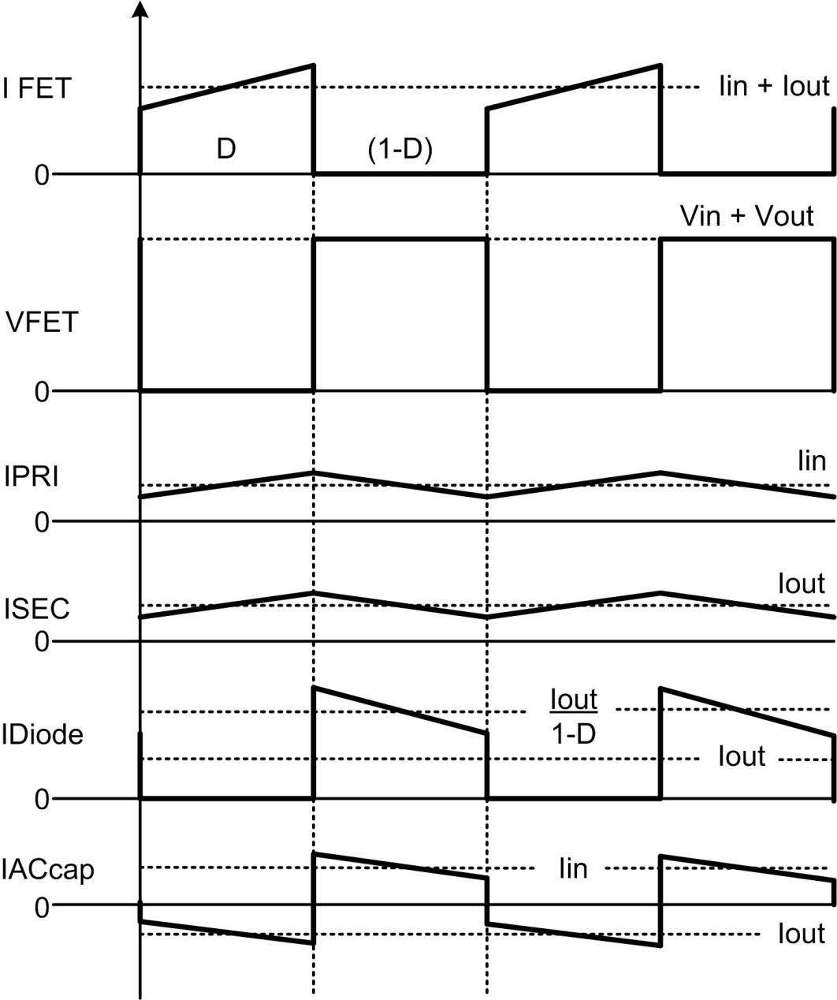 I FET
Iin + Iout
D
(1-D)
0
Vin + Vout
VFET
0
Iin
IPRI
0
Iout
ISEC
0
Iout
1-D
IDiode
Iout
0
IACcap
Iin
0
Iout